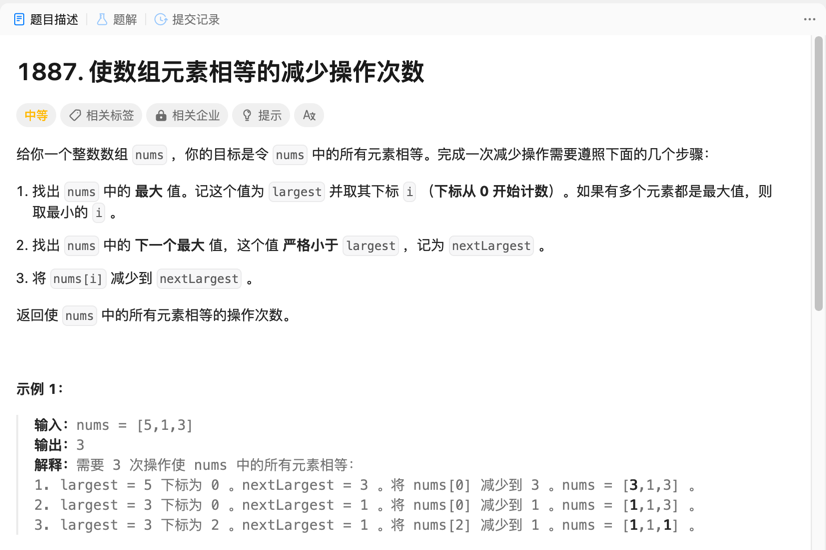 题目描述 题解 提交记录
1887. 使数组元素相等的减少操作次数
中等 相关标签 相关企业 提示
给你一个整数数组 nums ，你的目标是令 nums 中的所有元素相等。完成一次减少操作需要遵照下面的几个步骤：
1. 找出 nums 中的 最大 值。记这个值为 largest 并取其下标 i （下标从 0 开始计数）。如果有多个元素都是最大值，则
取最小的 i 。
2. 找出 nums 中的 下一个最大 值，这个值 严格小于 largest ，记为 nextLargest 。
3. 将 nums[i] 减少到 nextLargest 。
返回使 nums 中的所有元素相等的操作次数。
示例 1：
输入：nums = [5,1,3]
输出：3
解释：需要 3 次操作使 nums 中的所有元素相等：
1. largest = 5 下标为 0 。nextLargest = 3 。将 nums[0] 减少到 3 。nums = [3,1,3] 。
2. largest = 3 下标为 0 。nextLargest = 1 。将 nums[0] 减少到 1 。nums = [1,1,3] 。
3. largest = 3 下标为 2 。nextLargest = 1 。将 nums[2] 减少到 1 。nums = [1,1,1] 。